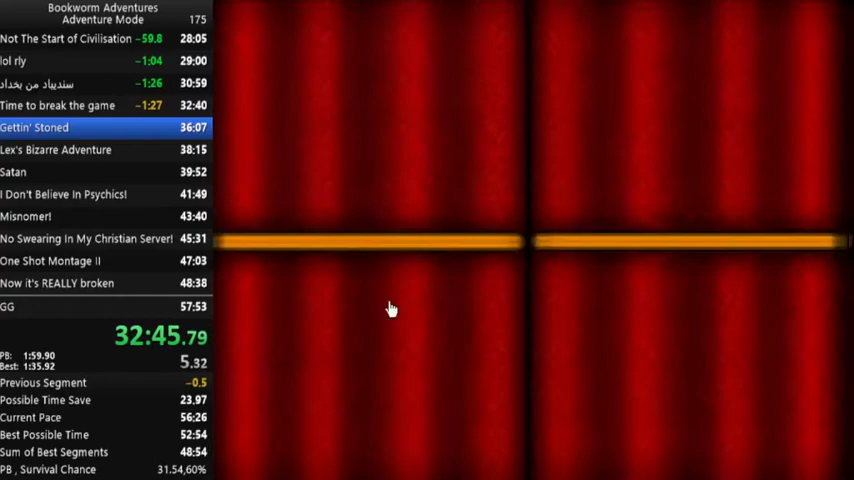 Bookworm Adventures
Adventure Mode 175
Not The Start of Civilisation −59.8 28:05
lol rly −1:04 29:00
سندیباد من بخداد −1:26 30:59
Time to break the game −1:27 32:40
Gettin' Stoned 36:07
Lex's Bizarre Adventure 38:15
Satan 39:52
I Don't Believe In Psychics! 41:49
Misnomer! 43:40
No Swearing In My Christian Server! 45:31
One Shot Montage II 47:03
Now it's REALLY broken 48:38
GG 57:53
32:45.79
PB: 1:59.90
Best: 1:35.92
5.32
Previous Segment −0.5
Possible Time Save 23.97
Current Pace 56:26
Best Possible Time 52:54
Sum of Best Segments 48:54
PB , Survival Chance 31.54,60%